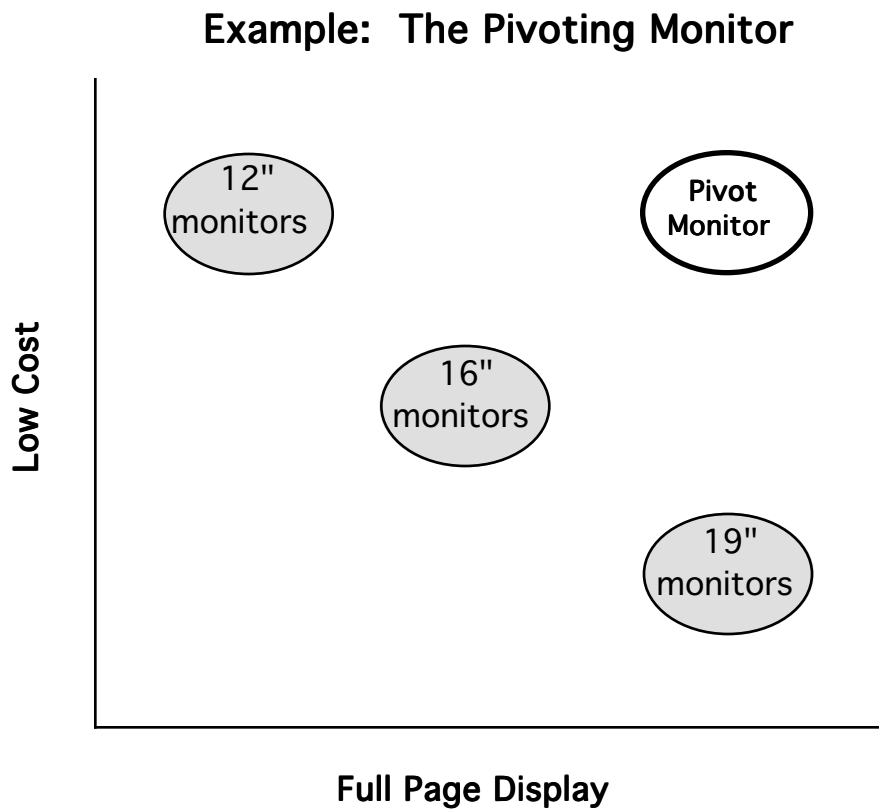 Example:  The Pivoting Monitor
12"
monitors
Pivot
Monitor
16"
monitors
Low Cost
19"
monitors
Full Page Display